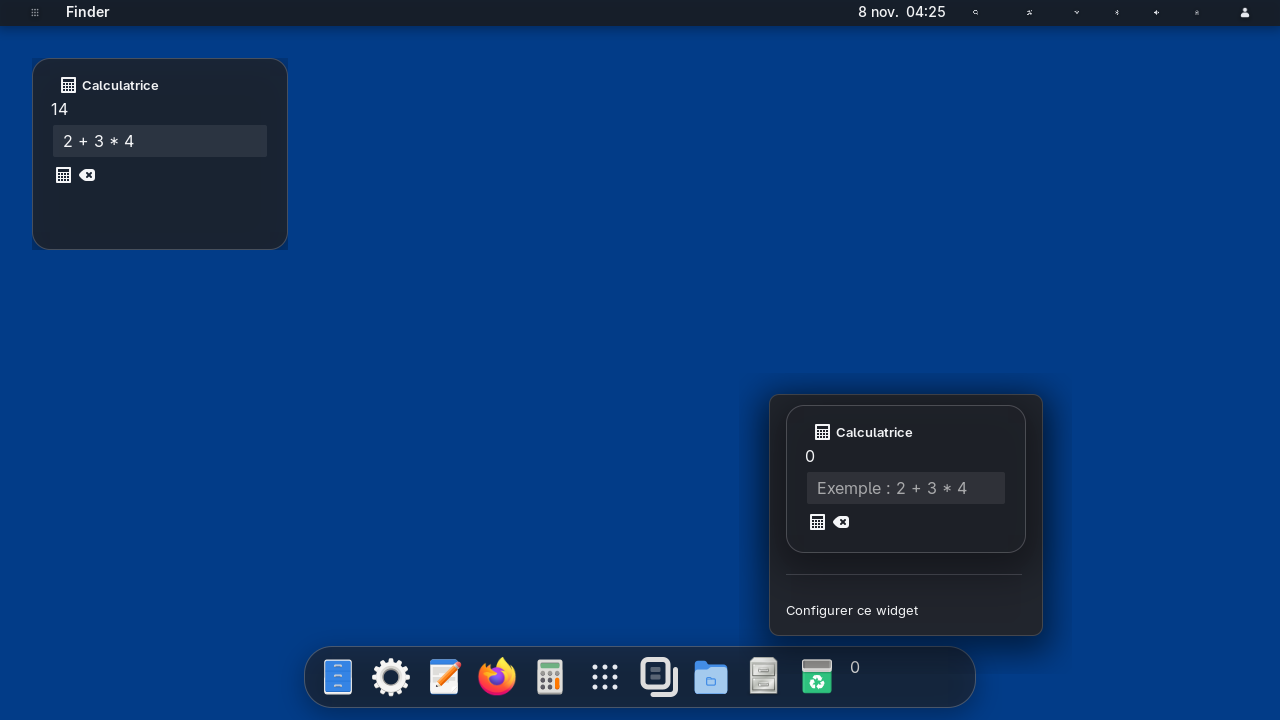 Finder
8 nov. 04:25
Calculatrice
14
2 + 3 * 4
Calculatrice
0
Exemple : 2 + 3 * 4
Configurer ce widget
0